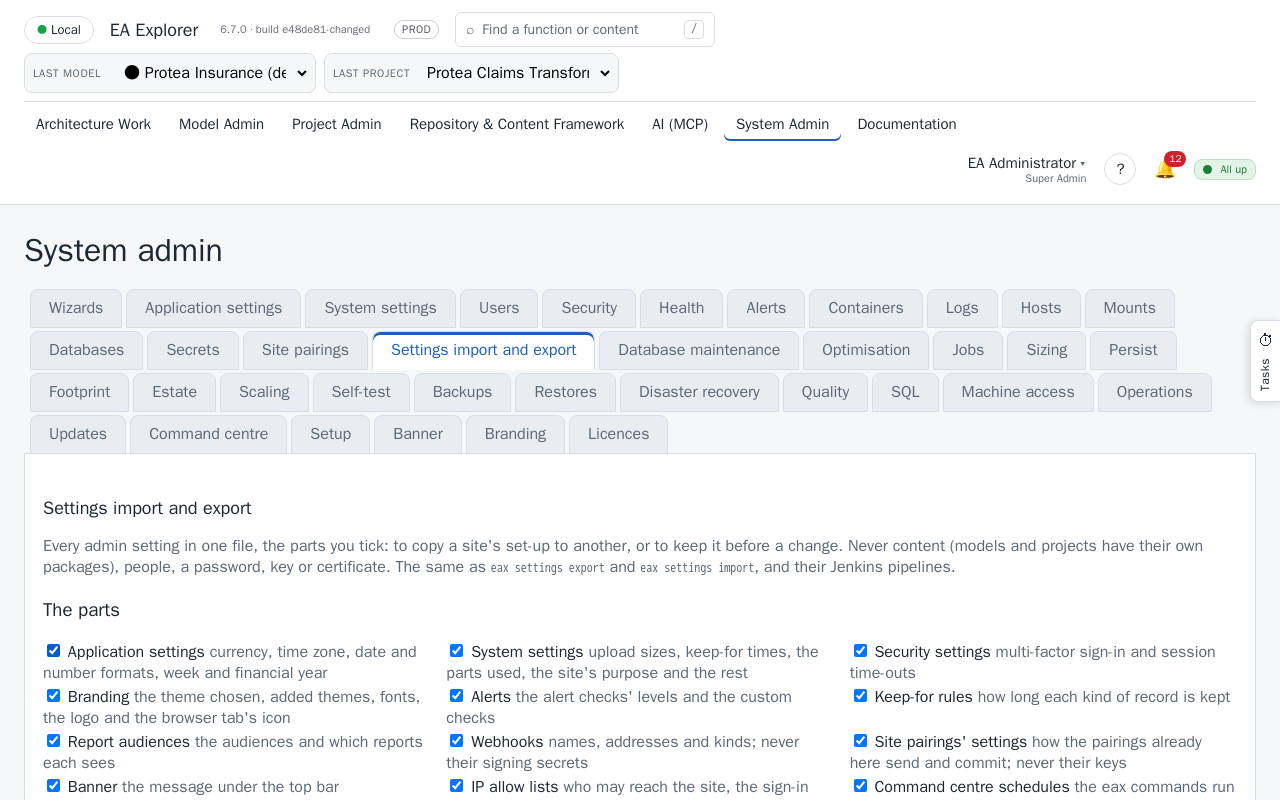 Local
EA Explorer
6.7.0 · build e48de81-changed
PROD
⌕ Find a function or content /
LAST MODEL Protea Insurance (de
LAST PROJECT Protea Claims Transfor
Architecture Work Model Admin Project Admin Repository & Content Framework AI (MCP) System Admin Documentation
EA Administrator ▾
Super Admin
?
12
All up
System admin
Wizards Application settings System settings Users Security Health Alerts Containers Logs Hosts Mounts
Databases Secrets Site pairings Settings import and export Database maintenance Optimisation Jobs Sizing Persist
Footprint Estate Scaling Self-test Backups Restores Disaster recovery Quality SQL Machine access Operations
Updates Command centre Setup Banner Branding Licences
Tasks
Settings import and export
Every admin setting in one file, the parts you tick: to copy a site's set-up to another, or to keep it before a change. Never content (models and projects have their own
packages), people, a password, key or certificate. The same as eax settings export and eax settings import, and their Jenkins pipelines.
The parts
Application settings currency, time zone, date and
number formats, week and financial year
System settings upload sizes, keep-for times, the
parts used, the site's purpose and the rest
Security settings multi-factor sign-in and session
time-outs
Branding the theme chosen, added themes, fonts,
the logo and the browser tab's icon
Alerts the alert checks' levels and the custom
checks
Keep-for rules how long each kind of record is kept
Report audiences the audiences and which reports
each sees
Webhooks names, addresses and kinds; never
their signing secrets
Site pairings' settings how the pairings already
here send and commit; never their keys
Banner the message under the top bar
IP allow lists who may reach the site, the sign-in
Command centre schedules the eax commands run